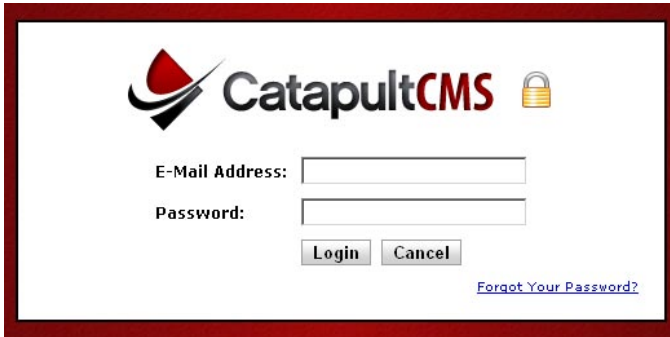 CatapultCMS
E-Mail Address:
Password:
Login Cancel
Forgot Your Password?